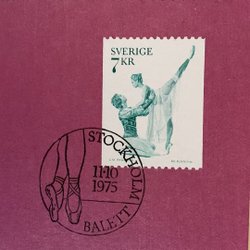 SVERIGE
7 KR
STOCKHOLM
11·10
1975
BALETT